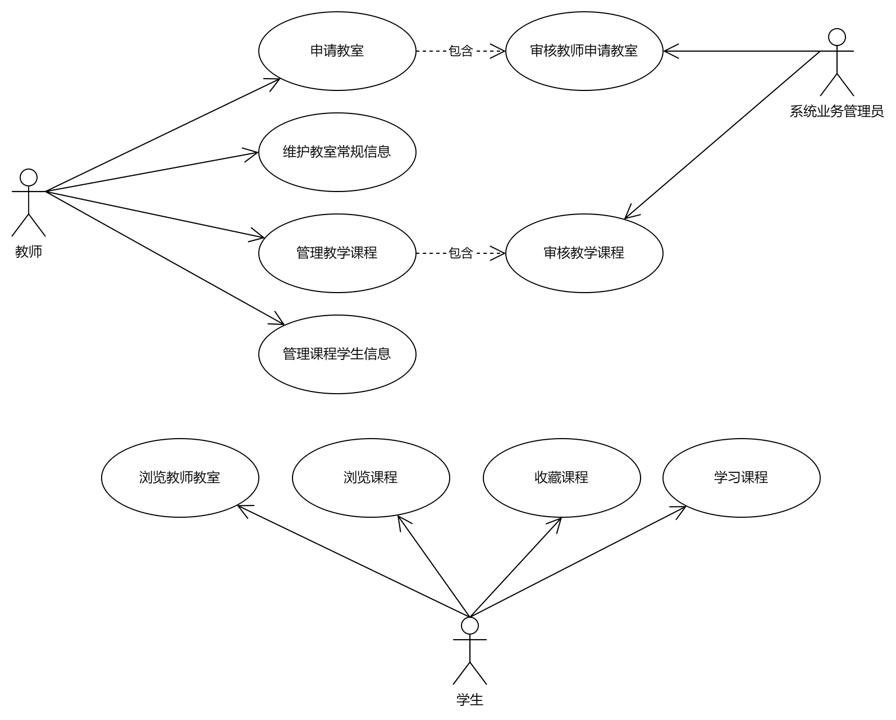 申请教室
包含
审核教师申请教室
系统业务管理员
维护教室常规信息
教师
管理教学课程
包含
审核教学课程
管理课程学生信息
浏览教师教室
浏览课程
收藏课程
学习课程
学生